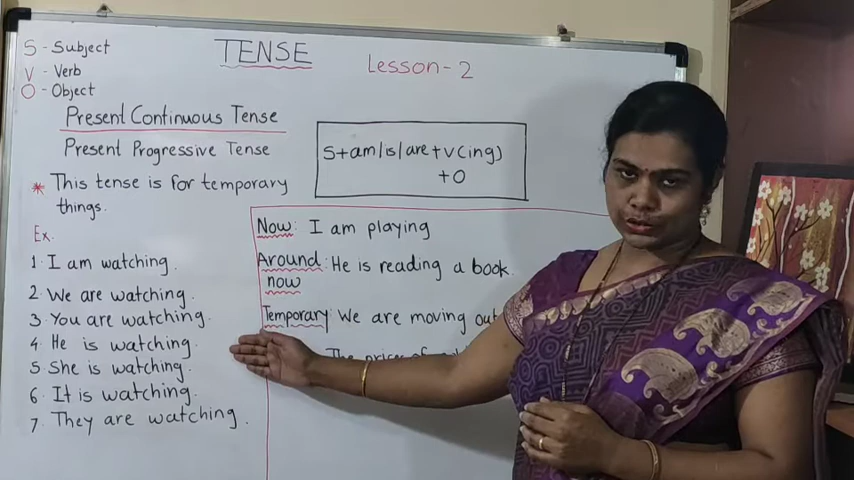 S - Subject
V - Verb
O - Object
TENSE
Lesson-2
Present Continuous Tense
Present Progressive Tense
S+am/is/are+V(ing)
+O
* This tense is for temporary
things.
Ex.
1. I am watching.
2. We are watching.
3. You are watching.
4. He is watching.
5. She is watching.
6. It is watching.
7. They are watching.
Now: I am playing
Around: He is reading a book.
now
Temporary: We are moving
The